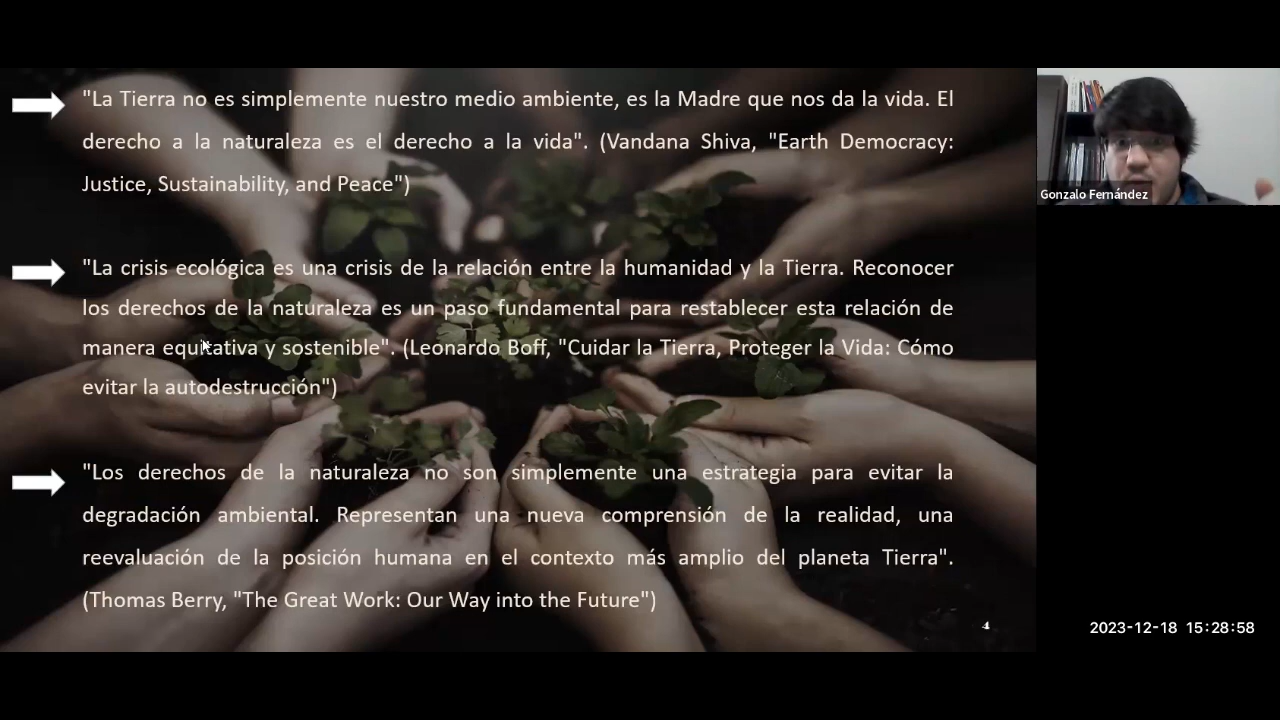 "La Tierra no es simplemente nuestro medio ambiente, es la Madre que nos da la vida. El
derecho a la naturaleza es el derecho a la vida". (Vandana Shiva, "Earth Democracy:
Justice, Sustainability, and Peace")
"La crisis ecológica es una crisis de la relación entre la humanidad y la Tierra. Reconocer
los derechos de la naturaleza es un paso fundamental para restablecer esta relación de
manera equitativa y sostenible". (Leonardo Boff, "Cuidar la Tierra, Proteger la Vida: Cómo
evitar la autodestrucción")
"Los derechos de la naturaleza no son simplemente una estrategia para evitar la
degradación ambiental. Representan una nueva comprensión de la realidad, una
reevaluación de la posición humana en el contexto más amplio del planeta Tierra".
(Thomas Berry, "The Great Work: Our Way into the Future")
4
Gonzalo Fernández
2023-12-18 15:28:58